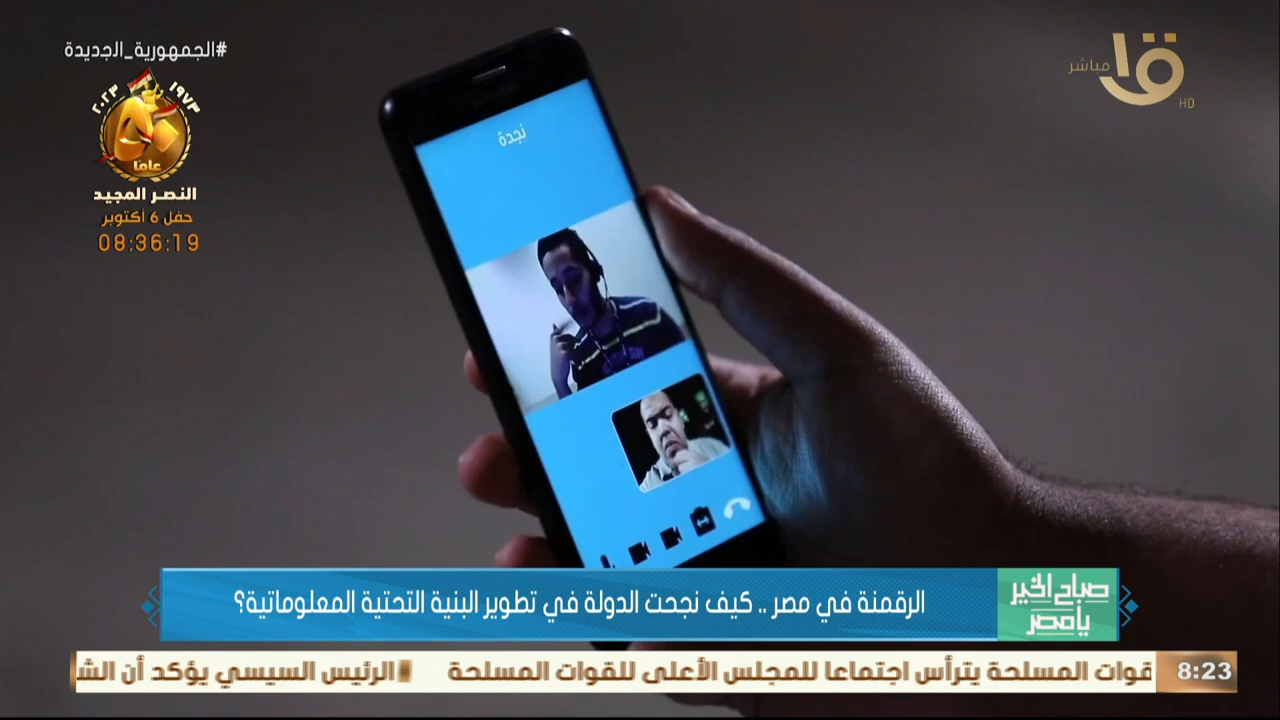 #الجمهورية_الجديدة
مباشر
HD
١٩٧٣
٢٠٢٣
٥٠
عاما
النصر المجيد
حفل 6 أكتوبر
08:36:19
نجدة
الرقمنة في مصر .. كيف نجحت الدولة في تطوير البنية التحتية المعلوماتية؟
صباح الخير
يا مصر
8:23 قوات المسلحة يترأس اجتماعا للمجلس الأعلى للقوات المسلحة الرئيس السيسي يؤكد أن الش